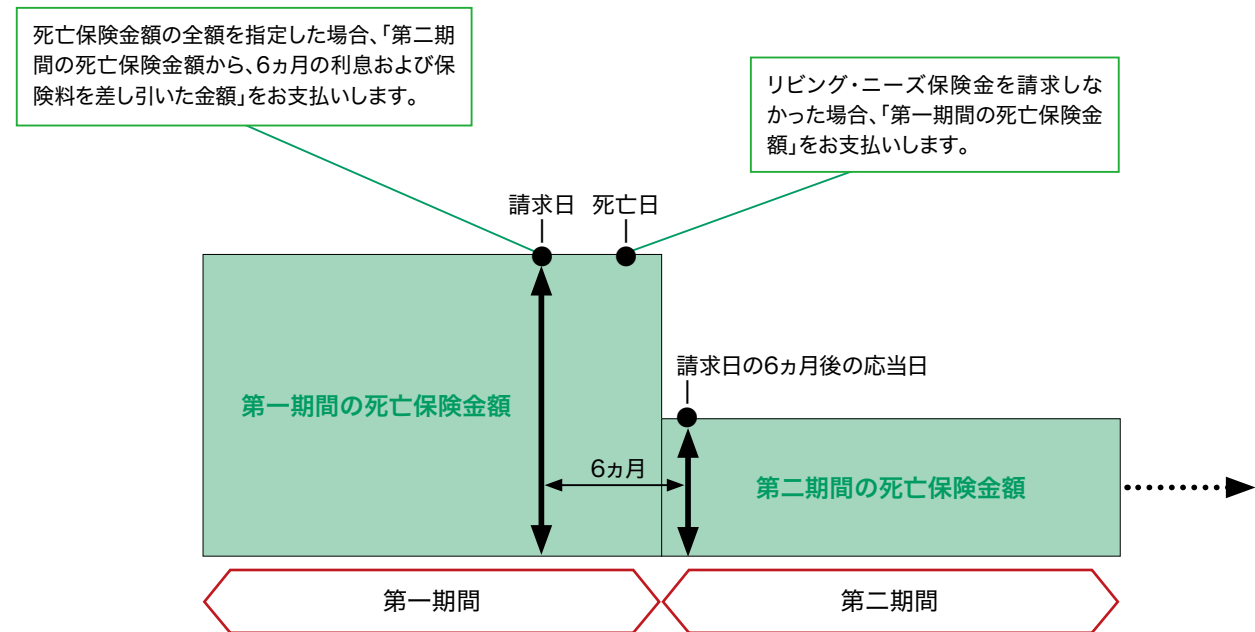 死亡保険金額の全額を指定した場合、「第二期
間の死亡保険金額から、6ヵ月の利息および保
険料を差し引いた金額」をお支払いします。
リビング・ニーズ保険金を請求しな
かった場合、「第一期間の死亡保険金
額」をお支払いします。
請求日 死亡日
請求日の6ヵ月後の応当日
第一期間の死亡保険金額
6ヵ月
第二期間の死亡保険金額
第一期間
第二期間